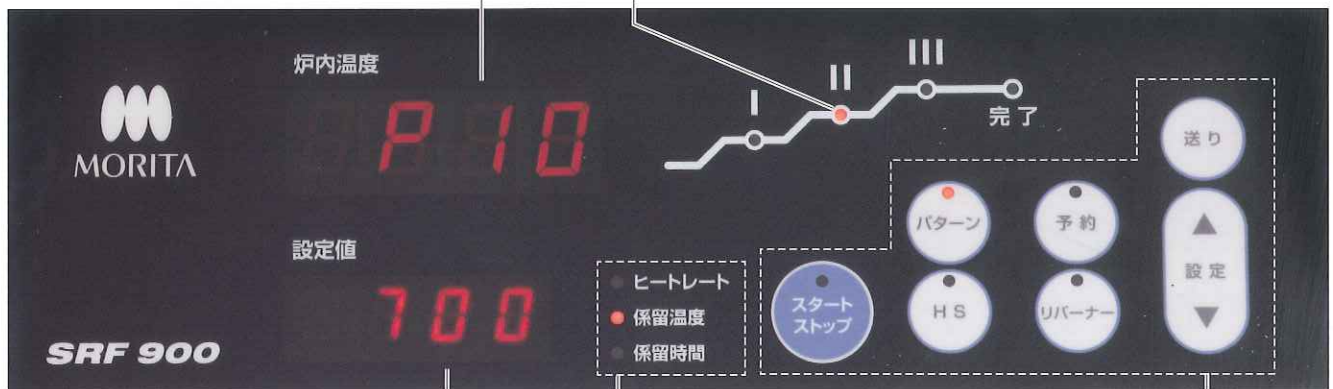 炉内温度
P 10
MORITA
設定値
700
SRF 900
I
II
III
完了
ヒートレート
係留温度
係留時間
スタート
ストップ
パターン
予約
HS
リバーナー
送り
▲
設定
▼